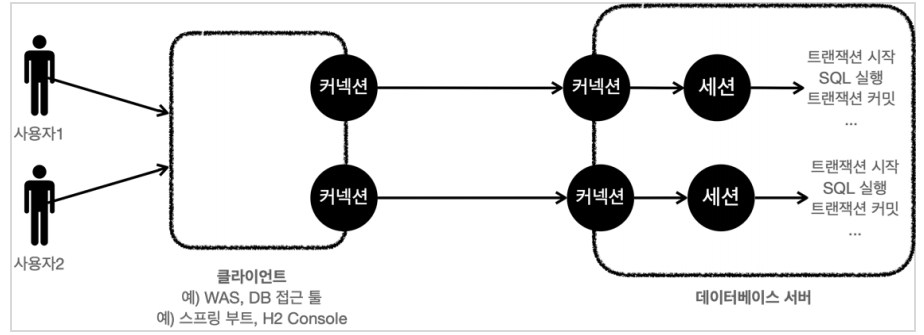 사용자1
사용자2
커넥션
커넥션
클라이언트
예) WAS, DB 접근 툴
예) 스프링 부트, H2 Console
커넥션
세션
트랜잭션 시작
SQL 실행
트랜잭션 커밋
...
커넥션
세션
트랜잭션 시작
SQL 실행
트랜잭션 커밋
...
데이터베이스 서버